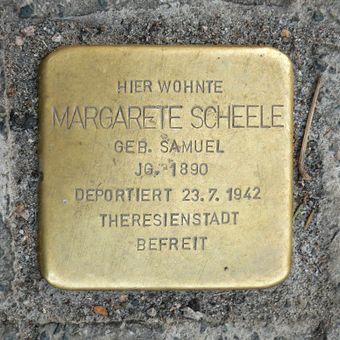 HIER WOHNTE
MARGARETE SCHEELE
GEB. SAMUEL
JG. 1890
DEPORTIERT 23.7.1942
THERESIENSTADT
BEFREIT